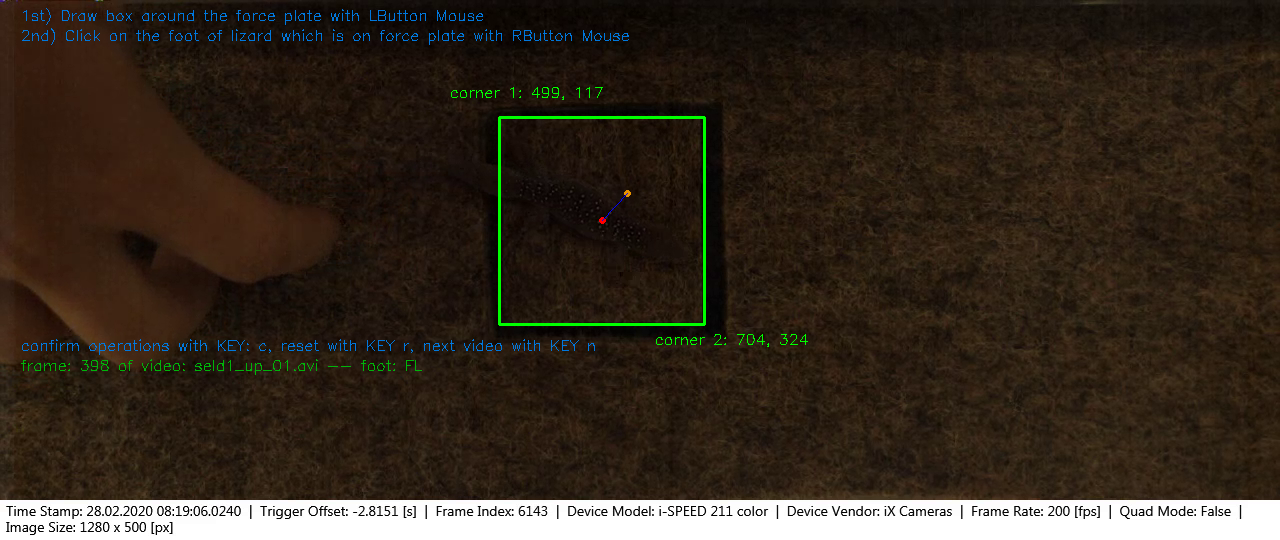 1st) Draw box around the force plate with LButton Mouse
2nd) Click on the foot of lizard which is on force plate with RButton Mouse
corner 1: 499, 117
corner 2: 704, 324
confirm operations with KEY: c, reset with KEY r, next video with KEY n
frame: 398 of video: seld1_up_01.avi -- foot: FL
Time Stamp: 28.02.2020 08:19:06.0240 | Trigger Offset: -2.8151 [s] | Frame Index: 6143 | Device Model: i-SPEED 211 color | Device Vendor: iX Cameras | Frame Rate: 200 [fps] | Quad Mode: False |
Image Size: 1280 x 500 [px]